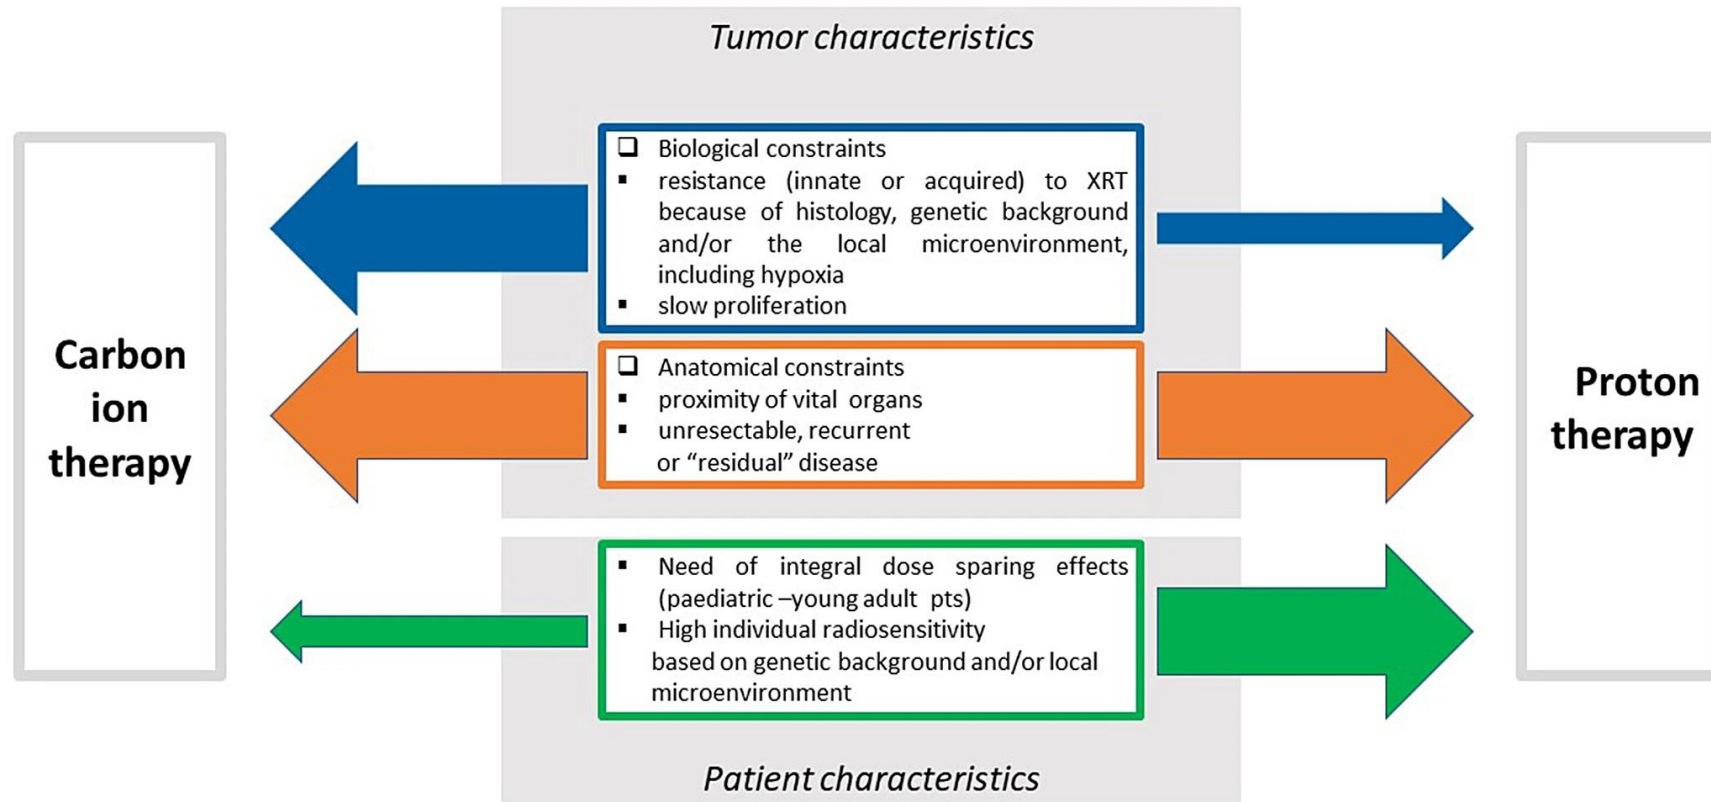 Tumor characteristics
Biological constraints
resistance (innate or acquired) to XRT
because of histology, genetic background
and/or the local microenvironment,
including hypoxia
slow proliferation
Carbon
ion
therapy
Anatomical constraints
proximity of vital organs
unresectable, recurrent
or “residual” disease
Proton
therapy
Need of integral dose sparing effects
(paediatric –young adult pts)
High individual radiosensitivity
based on genetic background and/or local
microenvironment
Patient characteristics